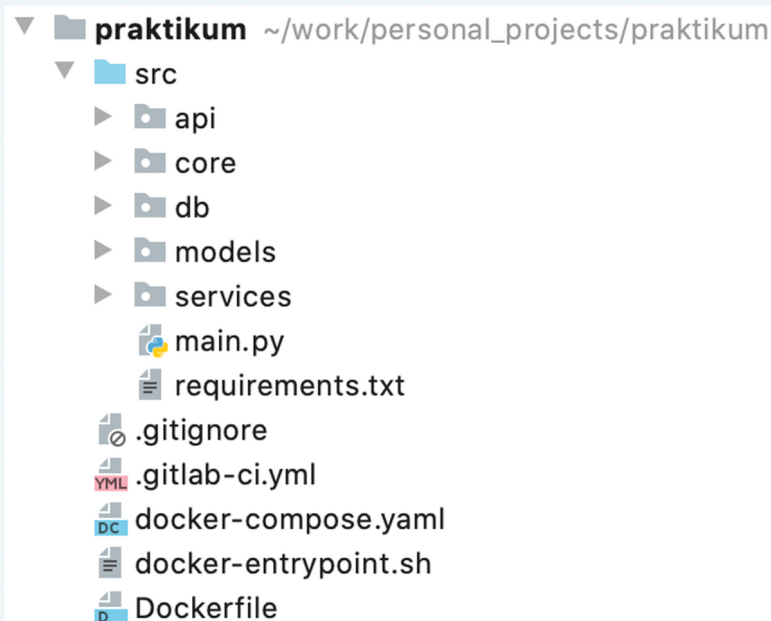 praktikum ~/work/personal_projects/praktikum
src
api
core
db
models
services
main.py
requirements.txt
.gitignore
YML .gitlab-ci.yml
DC docker-compose.yaml
docker-entrypoint.sh
D Dockerfile